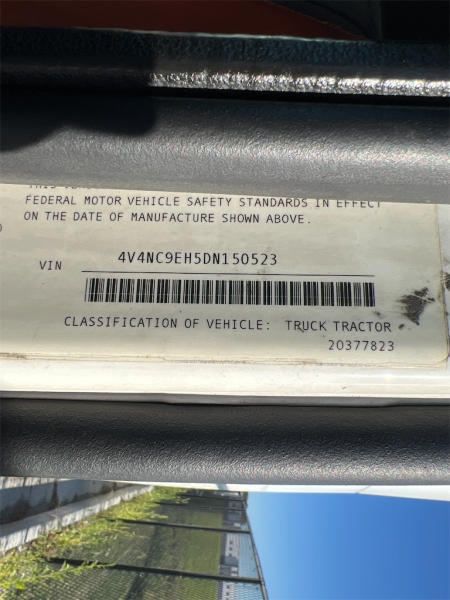 FEDERAL MOTOR VEHICLE SAFETY STANDARDS IN EFFECT
ON THE DATE OF MANUFACTURE SHOWN ABOVE.
VIN 4V4NC9EH5DN150523
CLASSIFICATION OF VEHICLE: TRUCK TRACTOR
20377823